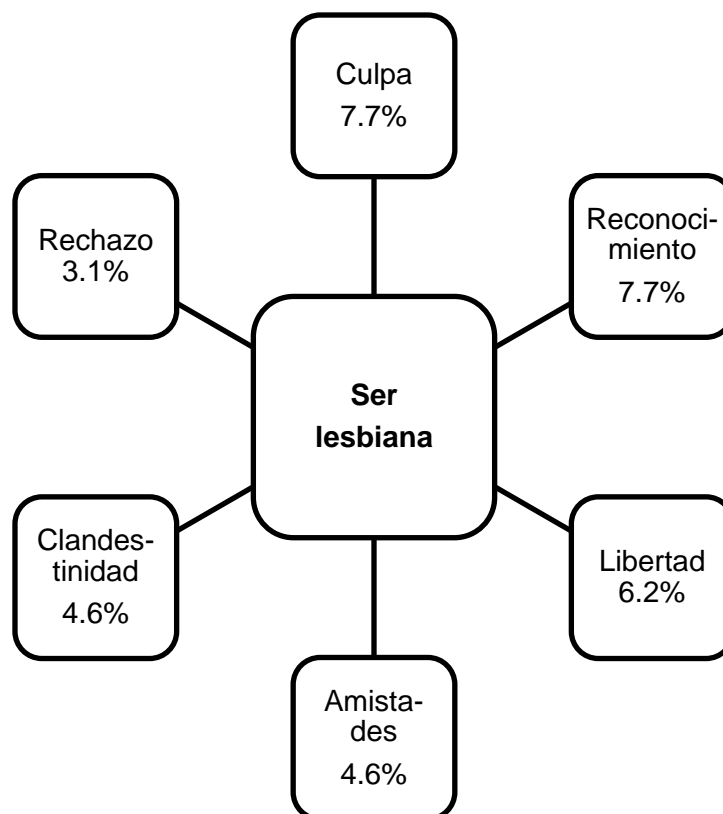 Culpa
7.7%
Rechazo
3.1%
Reconoci-
miento
7.7%
Ser
lesbiana
Clandes-
tinidad
4.6%
Libertad
6.2%
Amista-
des
4.6%